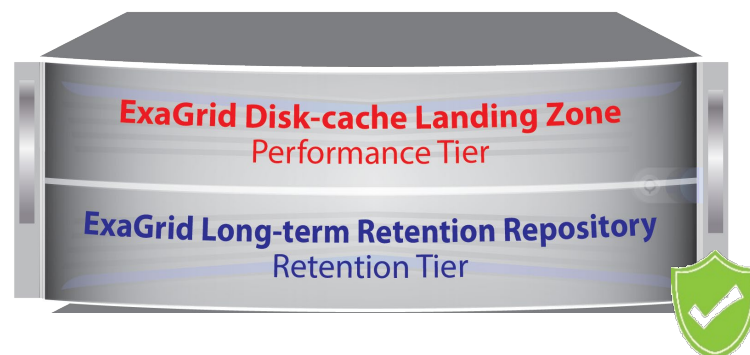 ExaGrid Disk-cache Landing Zone
Performance Tier
ExaGrid Long-term Retention Repository
Retention Tier